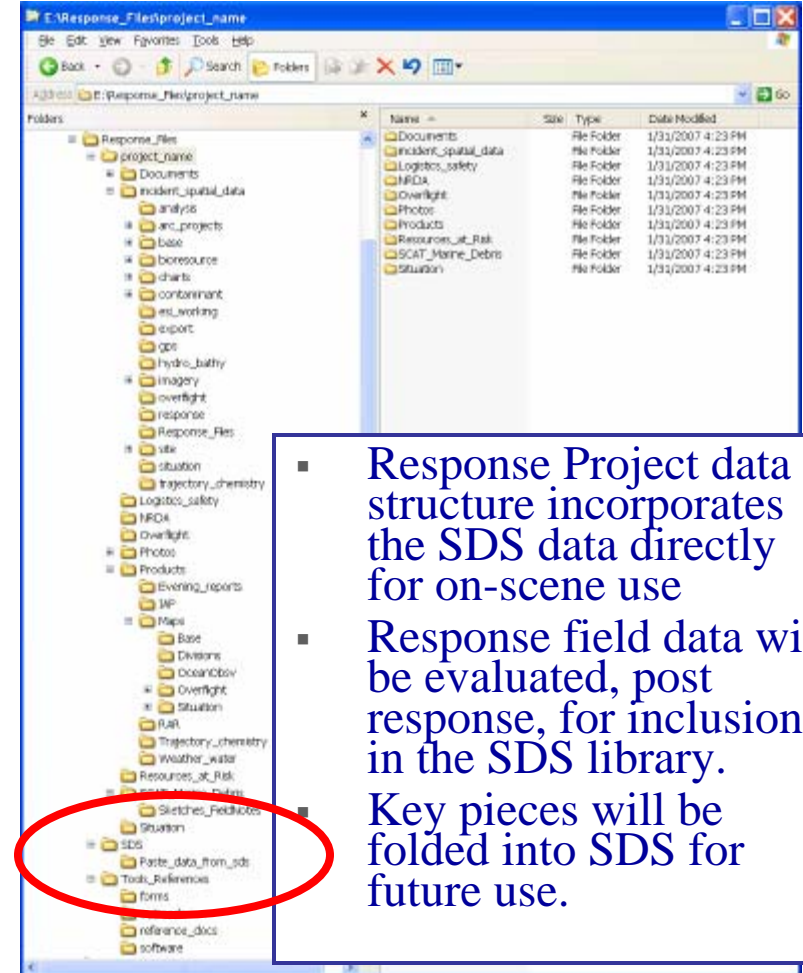 E:\Response_Files\project_name
File Edit View Favorites Tools Help
Back Search Folders
Address E:\Response_Files\project_name Go
Folders
Name Size Type Date Modified
Response_Files
project_name
Documents
incident_spatial_data
analysis
arc_projects
base
bioresource
charts
contaminant
esi_working
export
gps
hydro_bathy
imagery
overflight
response
Response_Files
site
situation
trajectory_chemistry
Logistics_safety
NRDA
Overflight
Photos
Products
Evening_reports
IAP
Maps
Base
Divisions
OceanObsv
Overflight
Situation
RAR
Trajectory_chemistry
Weather_water
Resources_at_Risk
SCAT_Marine_Debris
Sketches_FieldNotes
Situation
SDS
Paste_data_from_sds
Tools_References
forms
reference_docs
software
Documents File Folder 1/31/2007 4:23 PM
incident_spatial_data File Folder 1/31/2007 4:23 PM
Logistics_safety File Folder 1/31/2007 4:23 PM
NRDA File Folder 1/31/2007 4:23 PM
Overflight File Folder 1/31/2007 4:23 PM
Photos File Folder 1/31/2007 4:23 PM
Products File Folder 1/31/2007 4:23 PM
Resources_at_Risk File Folder 1/31/2007 4:23 PM
SCAT_Marine_Debris File Folder 1/31/2007 4:23 PM
Situation File Folder 1/31/2007 4:23 PM
▪ Response Project data
structure incorporates
the SDS data directly
for on-scene use
▪ Response field data wi
be evaluated, post
response, for inclusion
in the SDS library.
▪ Key pieces will be
folded into SDS for
future use.